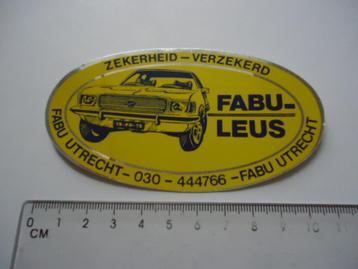 ZEKERHEID - VERZEKERD
FABU-
LEUS
FABU UTRECHT - 030 - 444766 - FABU UTRECHT
0 1 2 3 4 5 6 7 8 9 10 11
CM